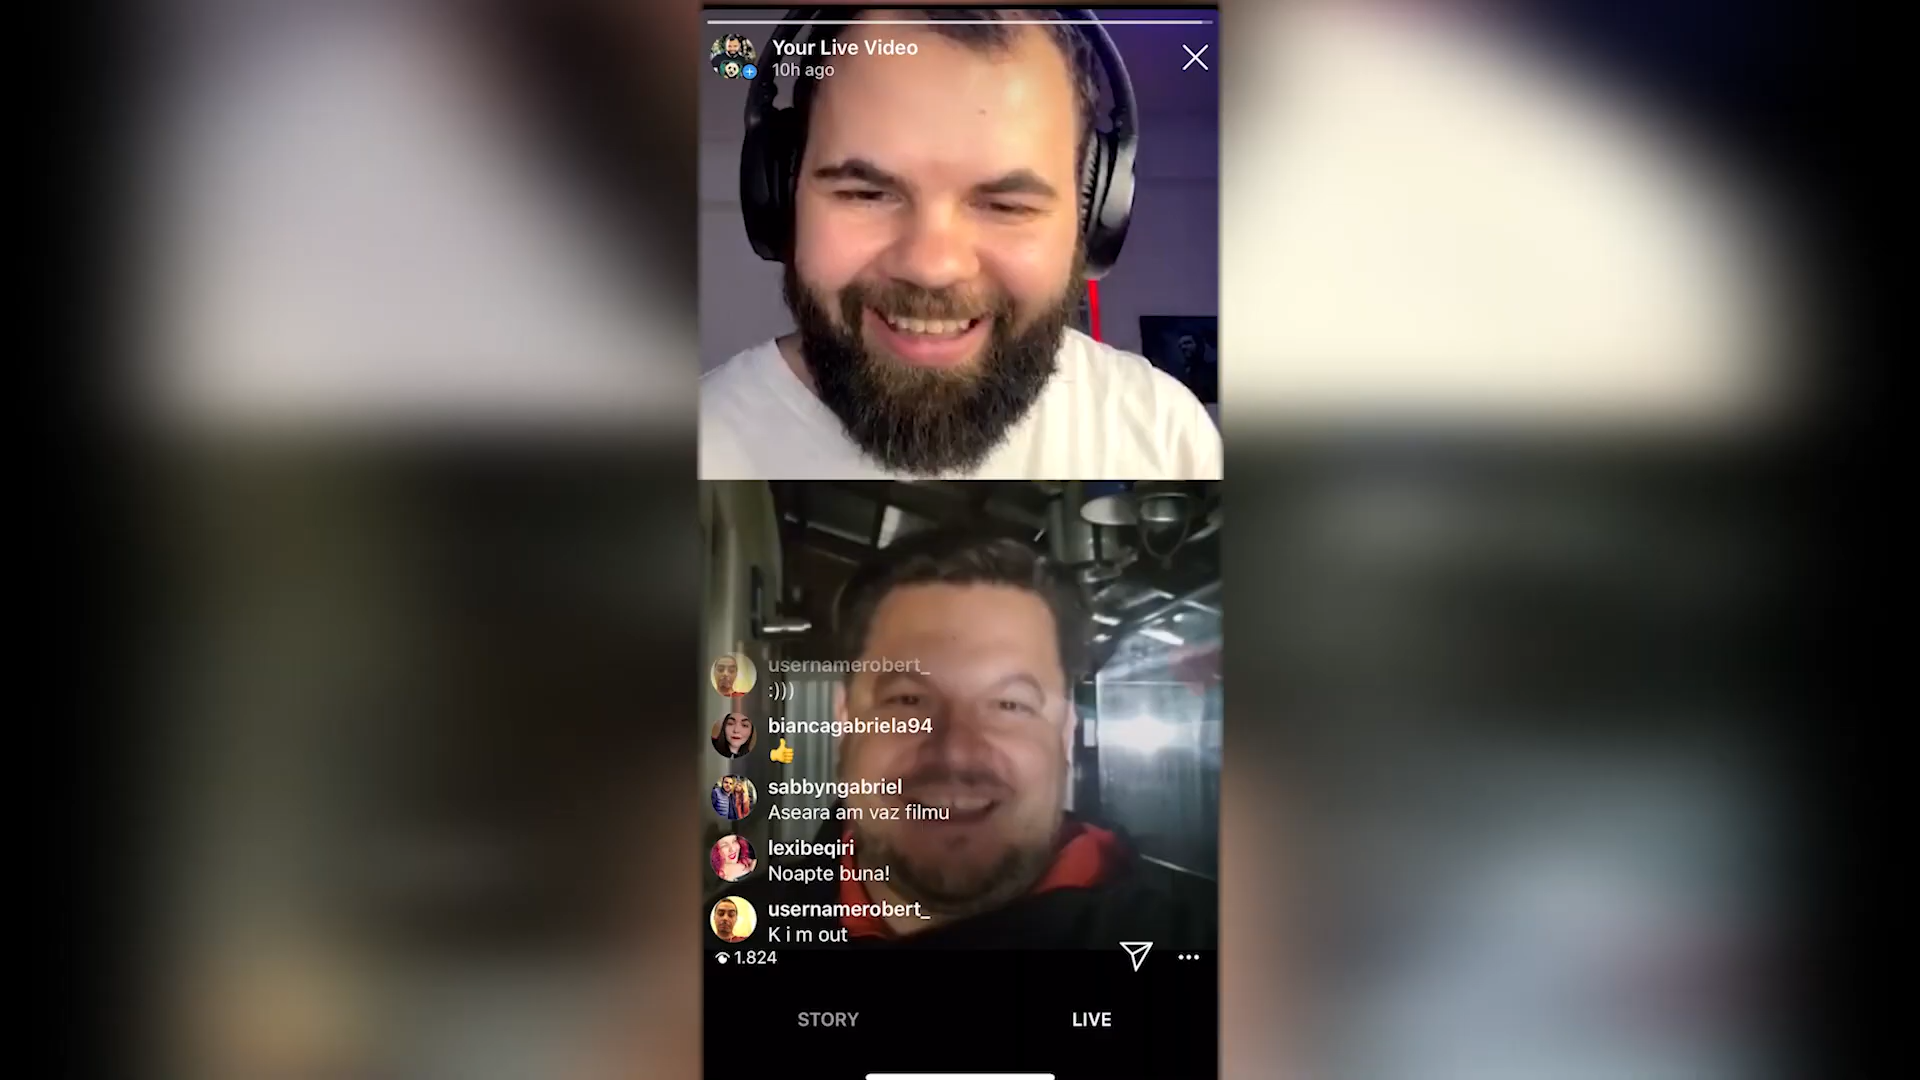 Your Live Video
10h ago
usernamerobert_
:)))
biancagabriela94
👍
sabbyngabriel
Aseara am vaz filmu
lexibeqiri
Noapte buna!
usernamerobert_
K i m out
1.824
STORY
LIVE